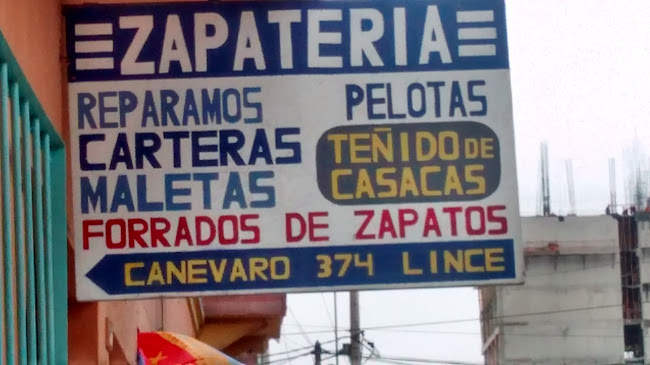 ZAPATERIA
REPARAMOS PELOTAS
CARTERAS TEÑIDO DE
MALETAS CASACAS
FORRADOS DE ZAPATOS
CANEVARO 374 LINCE